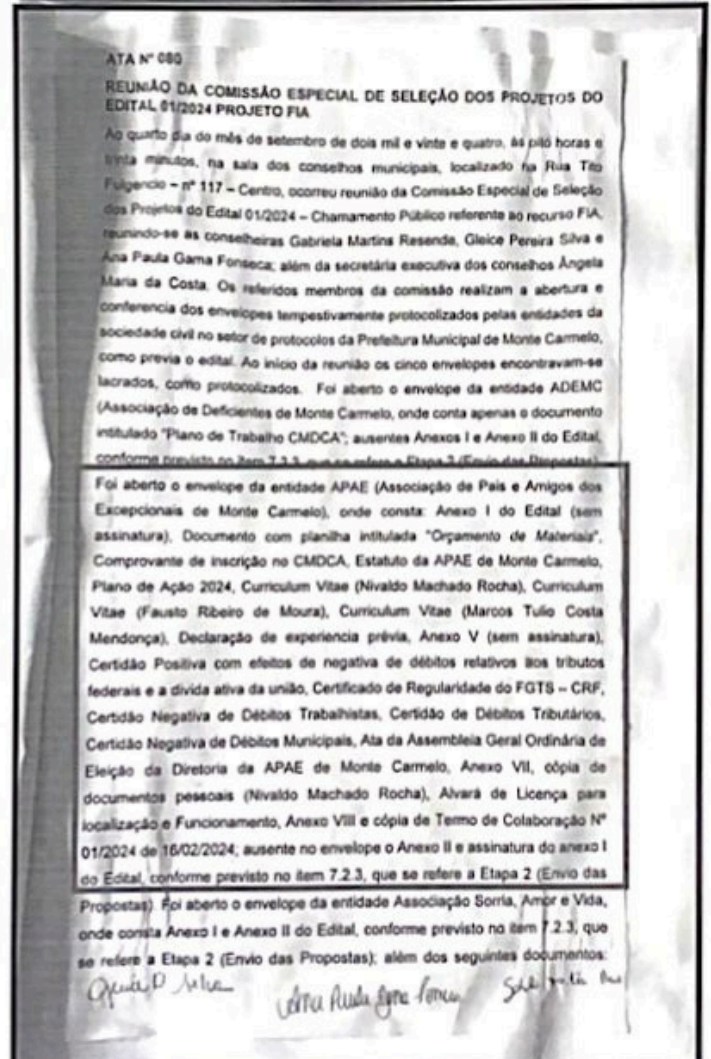 ATA Nº 080
REUNIÃO DA COMISSÃO ESPECIAL DE SELEÇÃO DOS PROJETOS DO
EDITAL 01/2024 PROJETO FIA
Ao quarto dia do mês de setembro de dois mil e vinte e quatro, às oito horas e
trinta minutos, na sala dos conselhos municipais, localizado na Rua Tito
Fulgencio – nº 117 – Centro, ocorreu reunião da Comissão Especial de Seleção
dos Projetos do Edital 01/2024 – Chamamento Público referente ao recurso FIA,
reunindo-se as conselheiras Gabriela Martins Resende, Gleice Pereira Silva e
Ana Paula Gama Fonseca; além da secretária executiva dos conselhos Ângela
Maria da Costa. Os referidos membros da comissão realizam a abertura e
conferencia dos envelopes tempestivamente protocolizados pelas entidades da
sociedade civil no setor de protocolos da Prefeitura Municipal de Monte Carmelo,
como previa o edital. Ao início da reunião os cinco envelopes encontravam-se
lacrados, como protocolizados. Foi aberto o envelope da entidade ADEMC
(Associação de Deficientes de Monte Carmelo, onde conta apenas o documento
intitulado "Plano de Trabalho CMDCA"; ausentes Anexos I e Anexo II do Edital,
conforme previsto no item 7.2.3, que se refere a Etapa 2 (Envio das Propostas).
Foi aberto o envelope da entidade APAE (Associação de Pais e Amigos dos
Excepcionais de Monte Carmelo), onde consta: Anexo I do Edital (sem
assinatura), Documento com planilha intitulada "Orçamento de Materiais",
Comprovante de inscrição no CMDCA, Estatuto da APAE de Monte Carmelo,
Plano de Ação 2024, Curriculum Vitae (Nivaldo Machado Rocha), Curriculum
Vitae (Fausto Ribeiro de Moura), Curriculum Vitae (Marcos Tulio Costa
Mendonça), Declaração de experiencia prévia, Anexo V (sem assinatura),
Certidão Positiva com efeitos de negativa de débitos relativos aos tributos
federais e a divida ativa da união, Certificado de Regularidade do FGTS – CRF,
Certidão Negativa de Débitos Trabalhistas, Certidão de Débitos Tributários,
Certidão Negativa de Débitos Municipais, Ata da Assembleia Geral Ordinária de
Eleição da Diretoria da APAE de Monte Carmelo, Anexo VII, cópia de
documentos pessoais (Nivaldo Machado Rocha), Alvará de Licença para
localização e Funcionamento, Anexo VIII e cópia de Termo de Colaboração Nº
01/2024 de 16/02/2024; ausente no envelope o Anexo II e assinatura do anexo I
do Edital, conforme previsto no item 7.2.3, que se refere a Etapa 2 (Envio das
Propostas). Foi aberto o envelope da entidade Associação Sorria, Amor e Vida,
onde consta Anexo I e Anexo II do Edital, conforme previsto no item 7.2.3, que
se refere a Etapa 2 (Envio das Propostas); além dos seguintes documentos:
Ana Paula Gama Fonseca